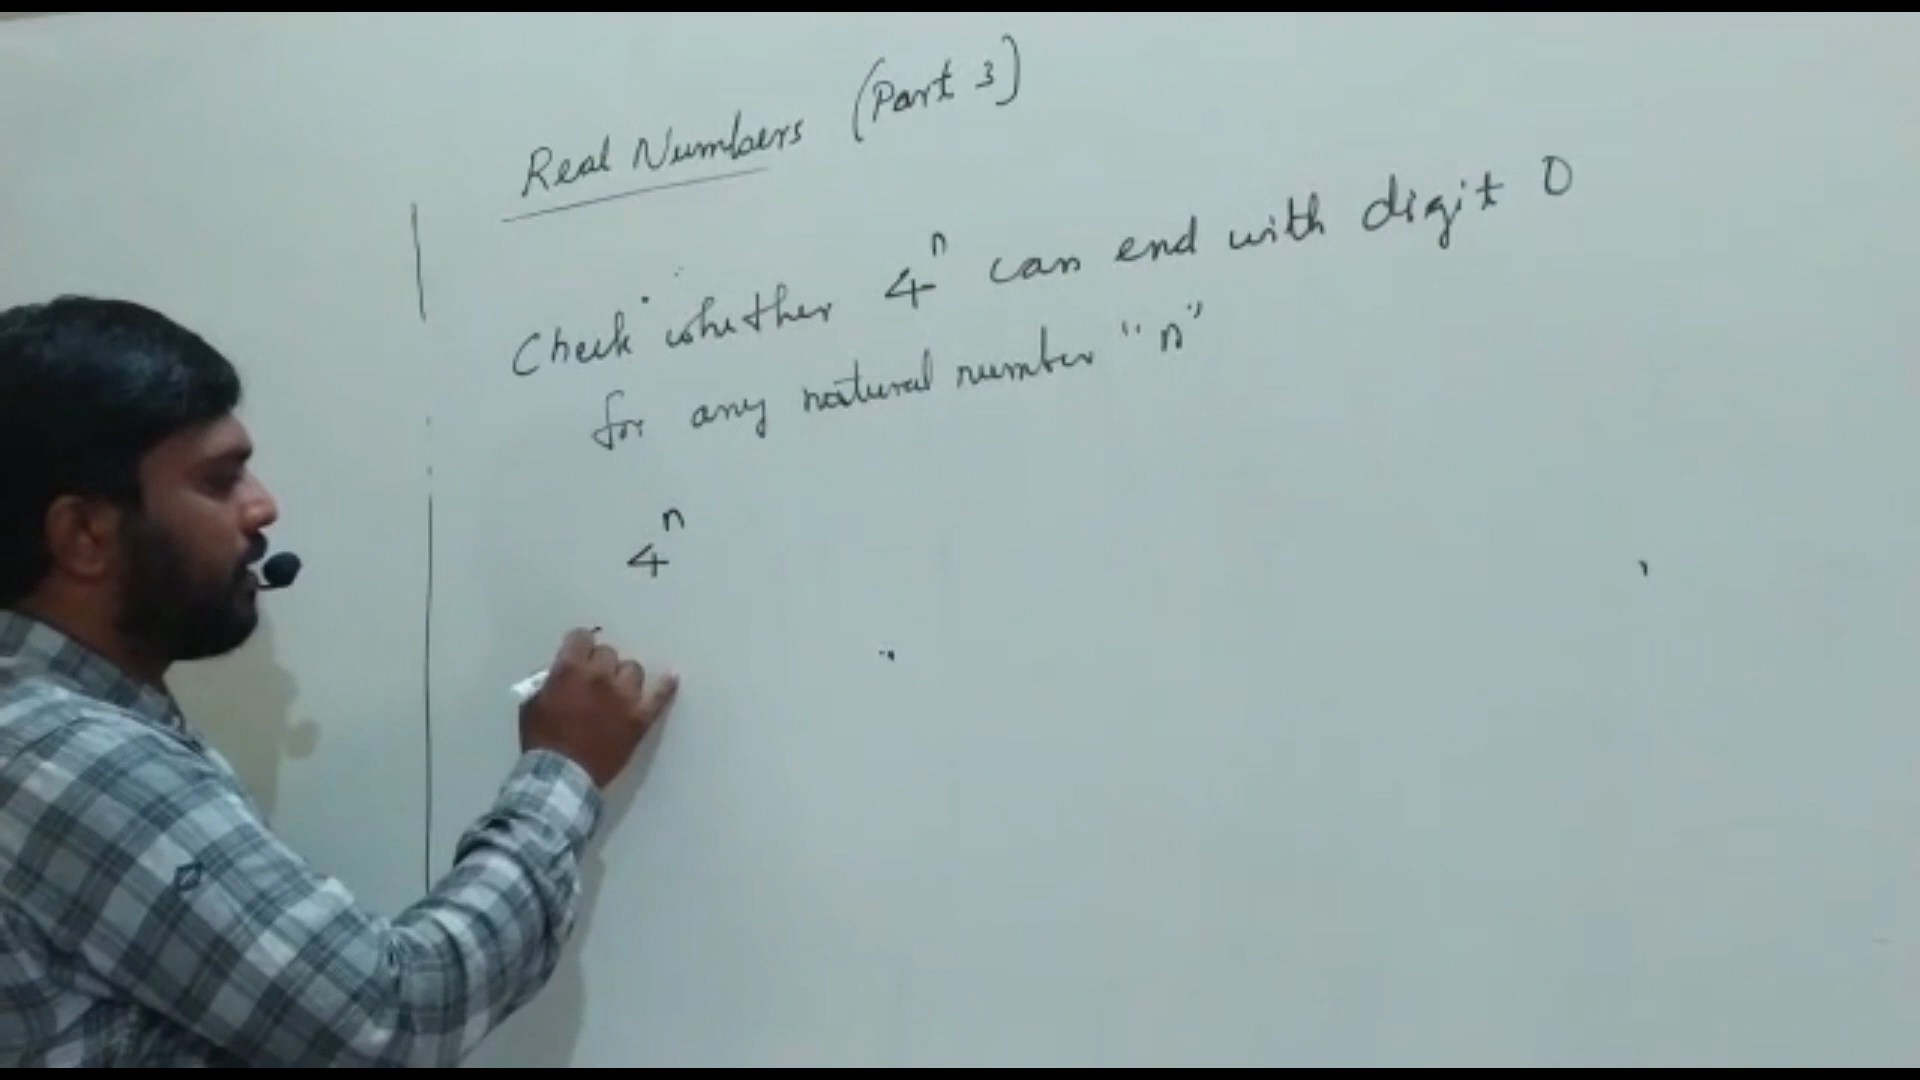 Real Numbers (Part 3)
Check whether 4ⁿ can end with digit 0
for any natural number "n"
4ⁿ